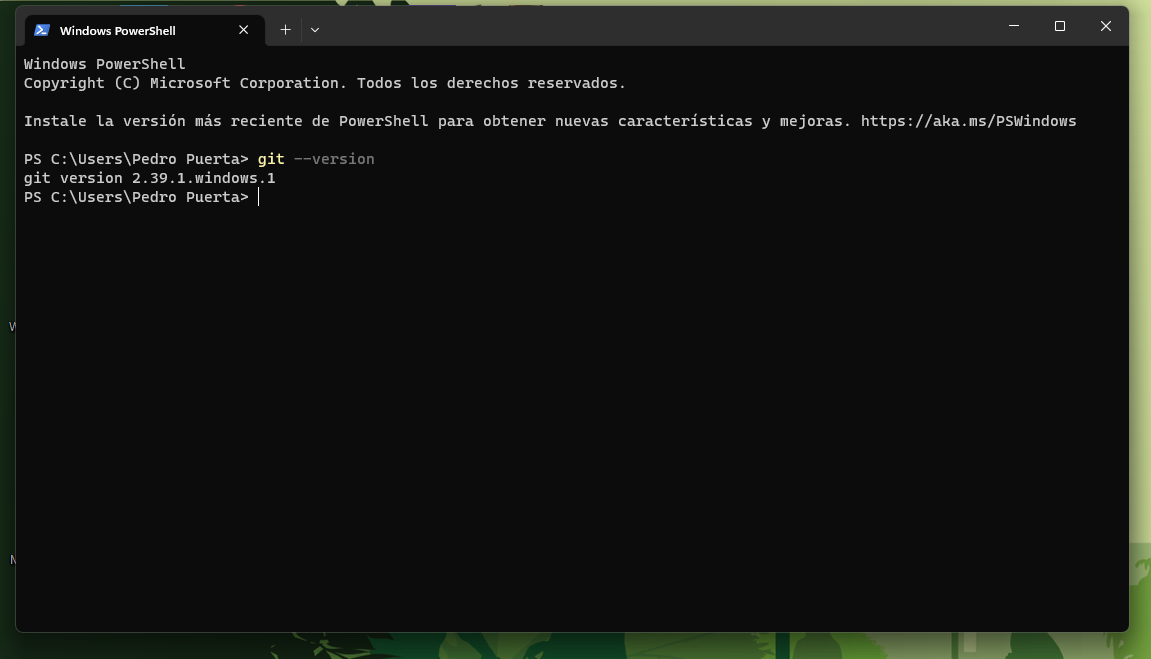 Windows PowerShell
Windows PowerShell
Copyright (C) Microsoft Corporation. Todos los derechos reservados.
Instale la versión más reciente de PowerShell para obtener nuevas características y mejoras. https://aka.ms/PSWindows
PS C:\Users\Pedro Puerta> git --version
git version 2.39.1.windows.1
PS C:\Users\Pedro Puerta>